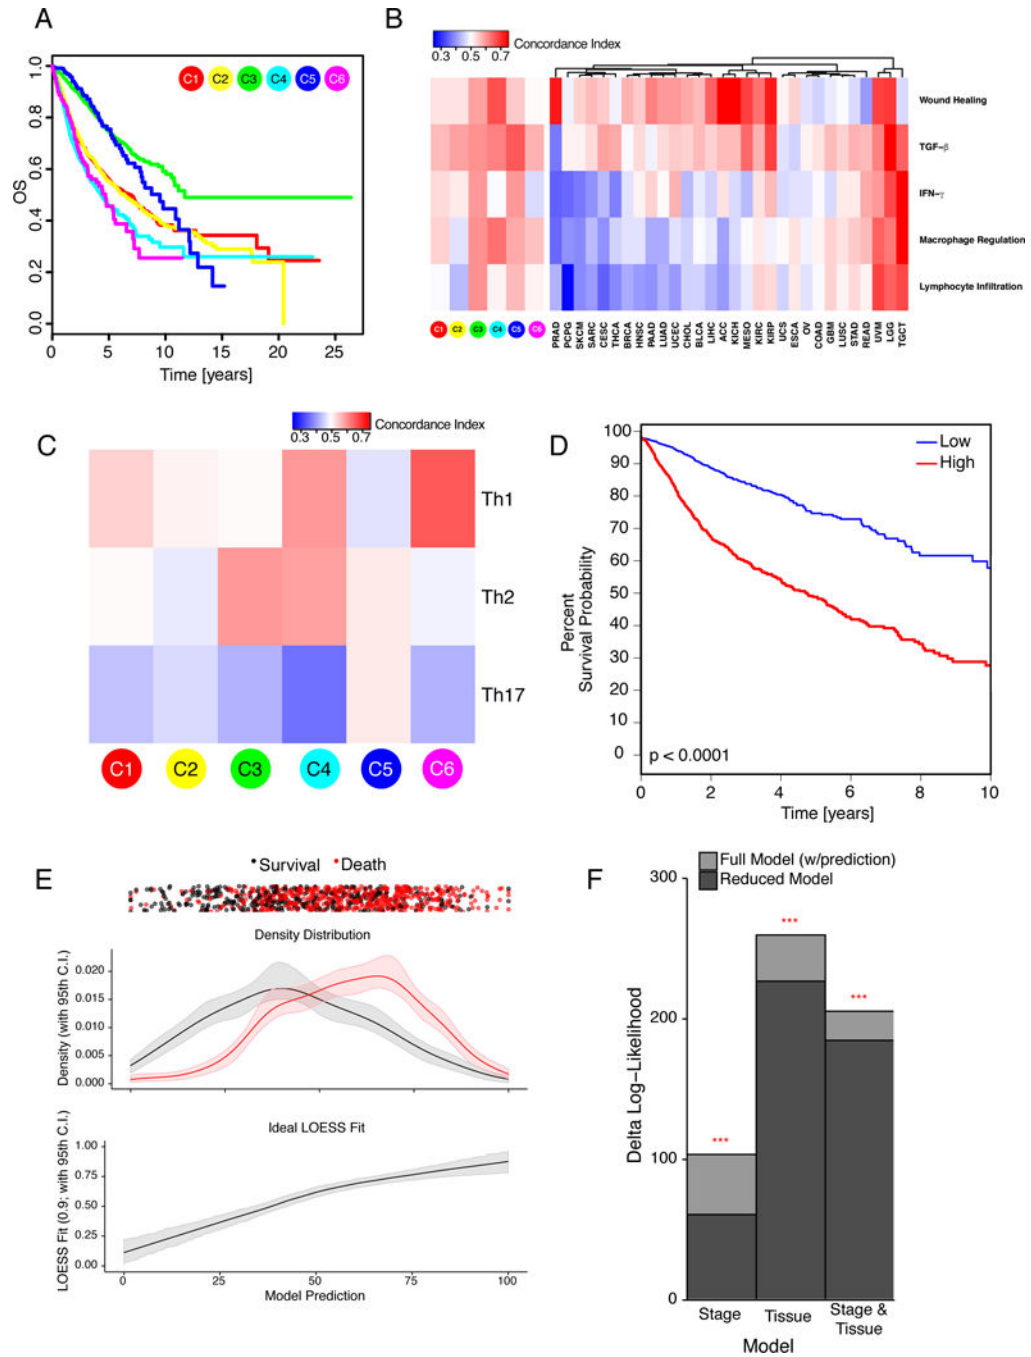 A
C1 C2 C3 C4 C5 C6
1.0
0.8
0.6
0.4
0.2
0.0
OS
0 5 10 15 20 25
Time [years]
B
Concordance Index
0.3 0.5 0.7
Wound Healing
TGF-β
IFN-γ
Macrophage Regulation
Lymphocyte Infiltration
C1 C2 C3 C4 C5 C6
PRAD PCPG SKCM SARC CESC THCA BRCA HNSC PAAD LUAD UCEC CHOL BLCA LIHC ACC KICH MESO KIRC KIRP UCS ESCA OV COAD GBM LUSC STAD READ UVM LGG TGCT
C
Concordance Index
0.3 0.5 0.7
Th1
Th2
Th17
C1 C2 C3 C4 C5 C6
D
Low
High
100
90
80
70
60
50
40
30
20
10
0
Percent
Survival Probability
p < 0.0001
0 2 4 6 8 10
Time [years]
E
Survival Death
Density Distribution
0.020
0.015
0.010
0.005
0.000
Density (with 95th C.I.)
Ideal LOESS Fit
1.00
0.75
0.50
0.25
0.00
LOESS Fit (0.9; with 95th C.I.)
0 25 50 75 100
Model Prediction
F
Full Model (w/prediction)
Reduced Model
300
200
100
0
Delta Log-Likelihood
***
***
***
Stage Tissue Stage &
Tissue
Model